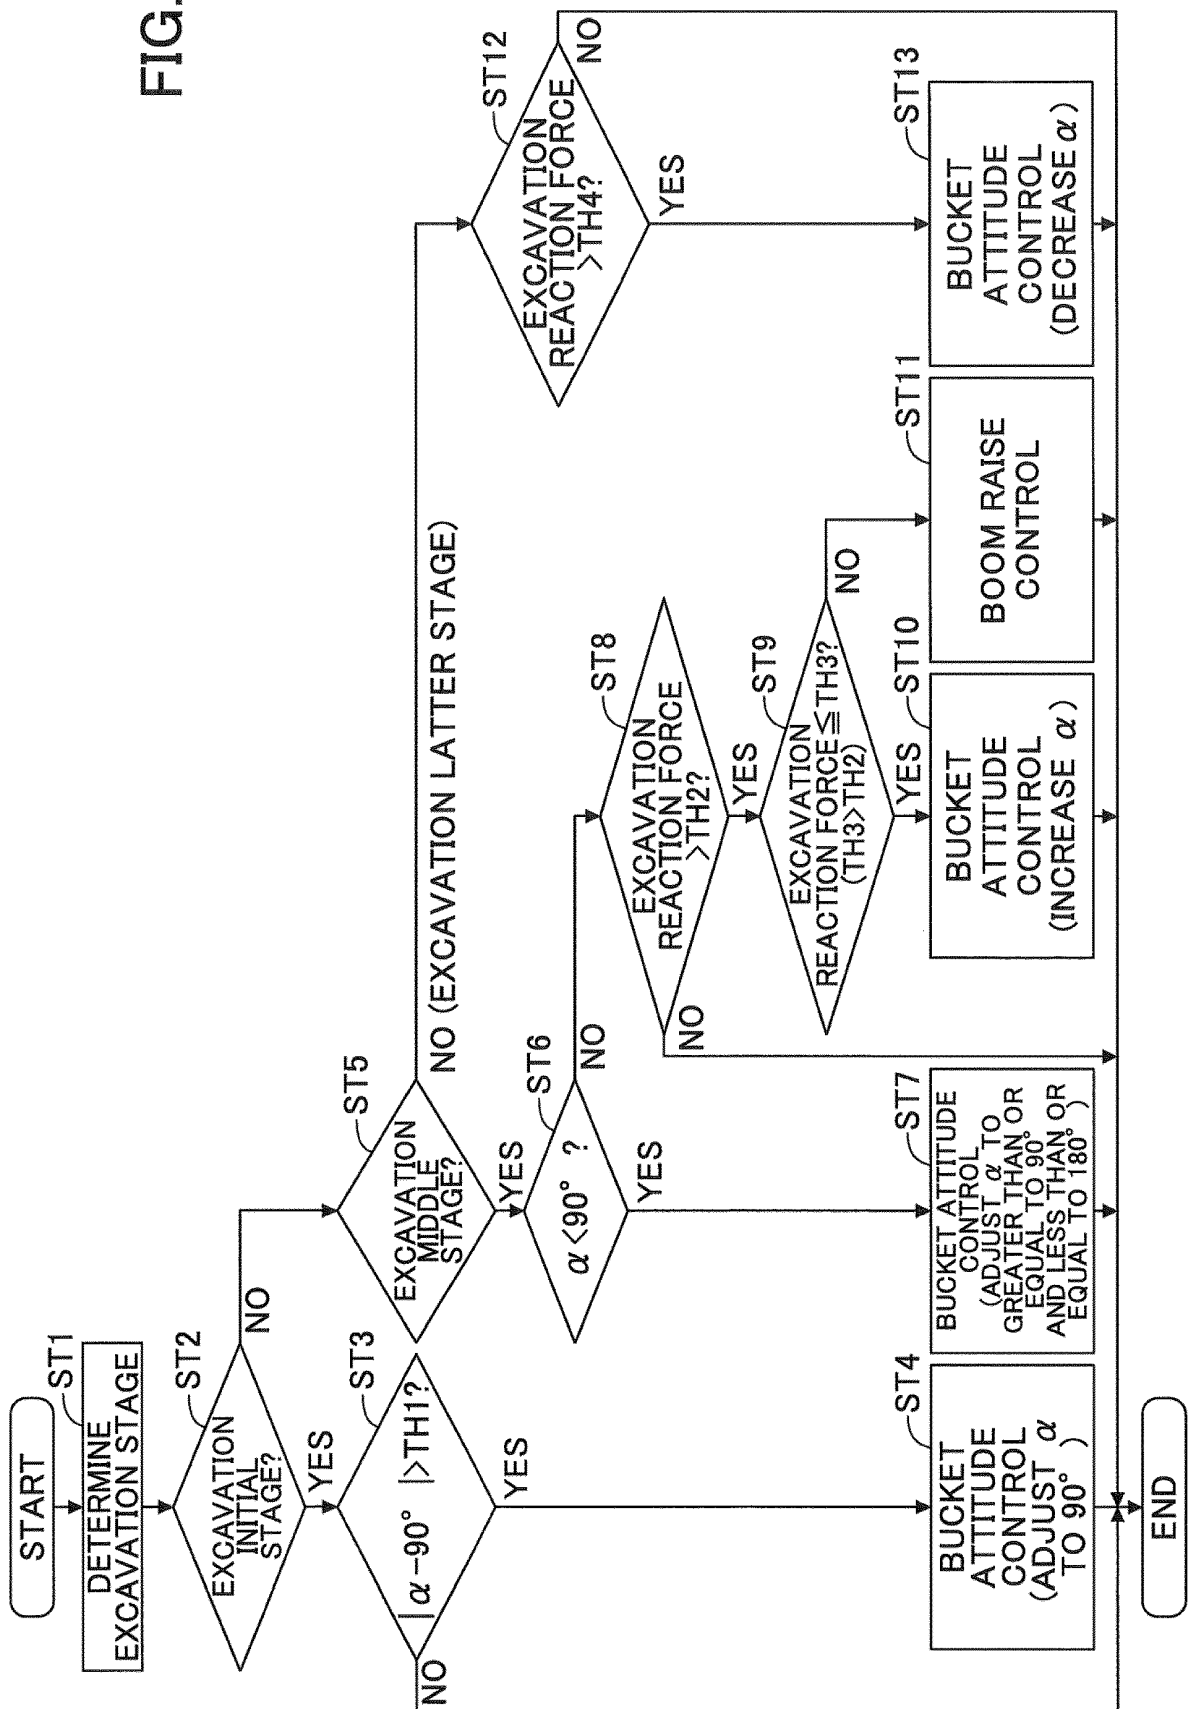 FIG.
START
ST1
DETERMINE
EXCAVATION STAGE
ST2
EXCAVATION
INITIAL
STAGE?
NO
YES
ST3
|α-90° |>TH1?
NO
YES
ST4
BUCKET
ATTITUDE
CONTROL
(ADJUST α
TO 90° )
ST5
EXCAVATION
MIDDLE
STAGE?
NO (EXCAVATION LATTER STAGE)
YES
ST6
α<90° ?
NO
YES
ST7
BUCKET ATTITUDE
CONTROL
(ADJUST α TO
GREATER THAN OR
EQUAL TO 90°
AND LESS THAN OR
EQUAL TO 180° )
ST8
EXCAVATION
REACTION FORCE
>TH2?
NO
YES
ST9
EXCAVATION
REACTION FORCE≦TH3?
(TH3>TH2)
NO
YES
ST10
BUCKET
ATTITUDE
CONTROL
(INCREASE α)
ST11
BOOM RAISE
CONTROL
ST12
EXCAVATION
REACTION FORCE
>TH4?
NO
YES
ST13
BUCKET
ATTITUDE
CONTROL
(DECREASE α)
END